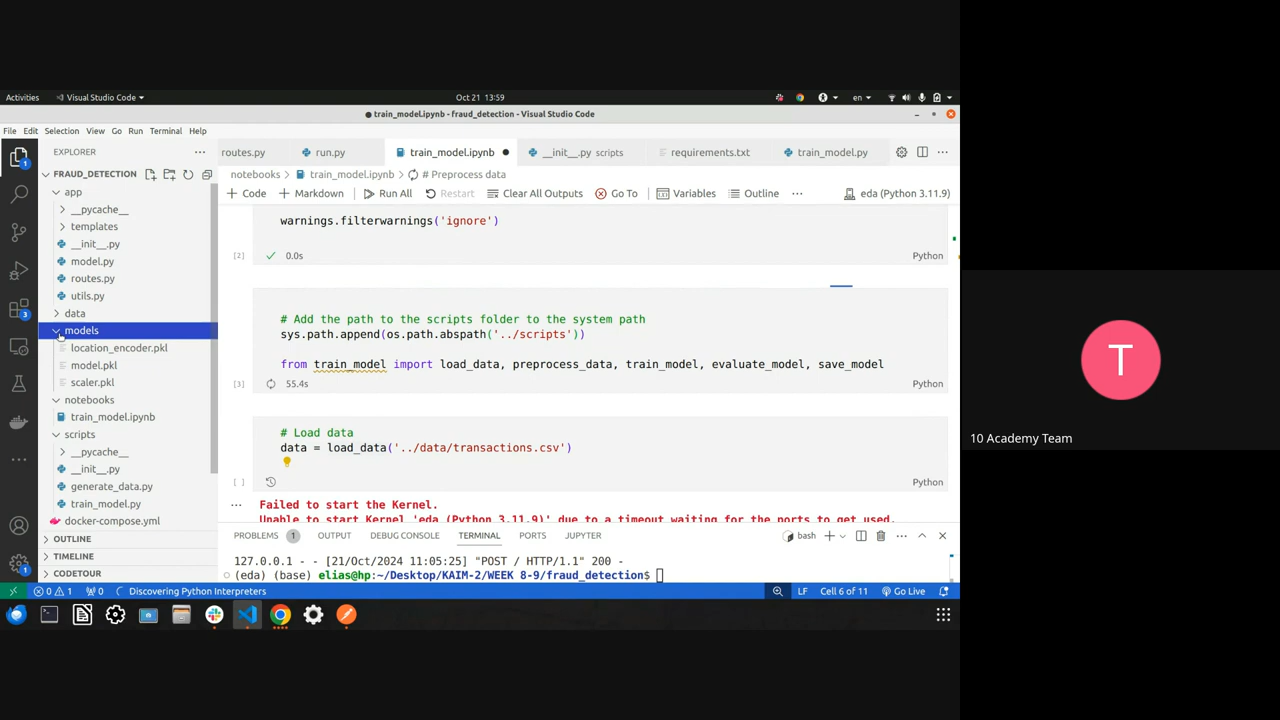 Activities
Visual Studio Code
Oct 21 13:59
en
● train_model.ipynb - fraud_detection - Visual Studio Code
File Edit Selection View Go Run Terminal Help
EXPLORER
routes.py
run.py
train_model.ipynb
__init__.py scripts
requirements.txt
train_model.py
FRAUD_DETECTION
notebooks > train_model.ipynb > # Preprocess data
+ Code + Markdown Run All Restart Clear All Outputs Go To Variables Outline eda (Python 3.11.9)
app
__pycache__
templates
__init__.py
model.py
routes.py
utils.py
data
models
location_encoder.pkl
model.pkl
scaler.pkl
notebooks
train_model.ipynb
scripts
__pycache__
__init__.py
generate_data.py
train_model.py
docker-compose.yml
OUTLINE
TIMELINE
CODETOUR
1
3
warnings.filterwarnings('ignore')
[2] 0.0s Python
# Add the path to the scripts folder to the system path
sys.path.append(os.path.abspath('../scripts'))
from train_model import load_data, preprocess_data, train_model, evaluate_model, save_model
[3] 55.4s Python
# Load data
data = load_data('../data/transactions.csv')
[ ] Python
Failed to start the Kernel.
Unable to start Kernel 'eda (Python 3.11.9)' due to a timeout waiting for the ports to get used.
PROBLEMS 1 OUTPUT DEBUG CONSOLE TERMINAL PORTS JUPYTER bash
127.0.0.1 - - [21/Oct/2024 11:05:25] "POST / HTTP/1.1" 200 -
(eda) (base) elias@hp:~/Desktop/KAIM-2/WEEK 8-9/fraud_detection$
0 1 0 Discovering Python Interpreters LF Cell 6 of 11 Go Live
T
10 Academy Team